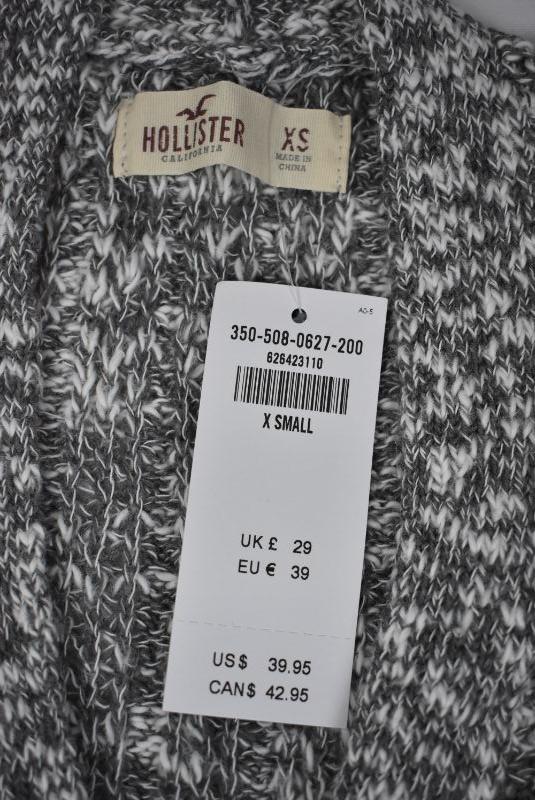 HOLLISTER
CALIFORNIA
XS
MADE IN
CHINA
AC-5
350-508-0627-200
626423110
X SMALL
UK £ 29
EU € 39
US$ 39.95
CAN$ 42.95